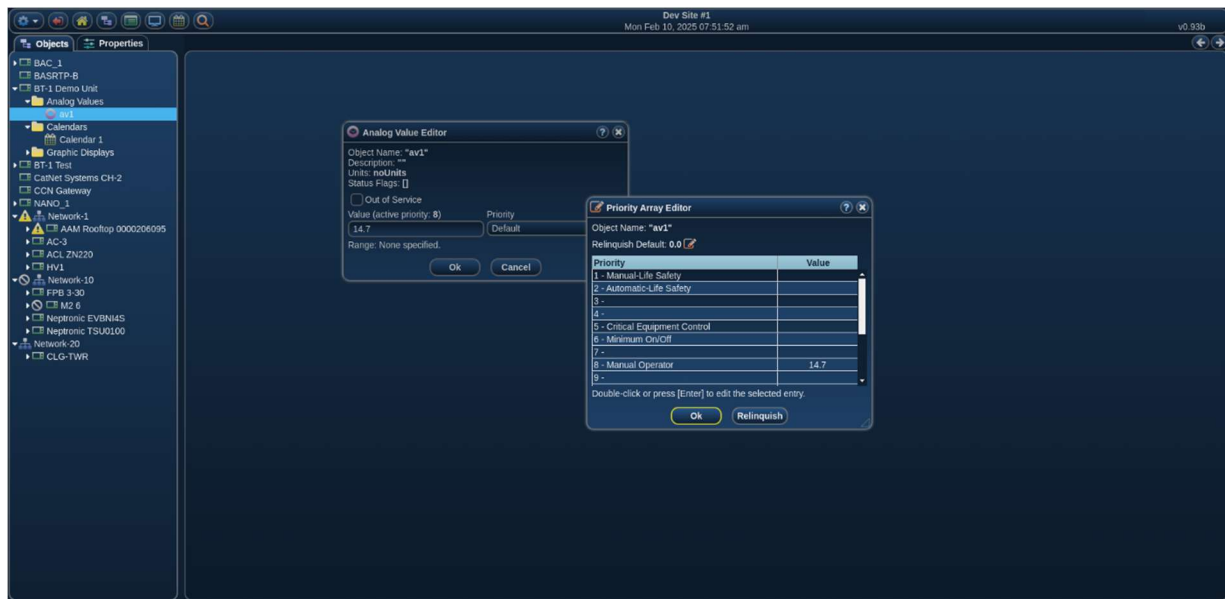 Dev Site #1
Mon Feb 10, 2025 07:51:52 am
v0.93b
Objects
Properties
BAC_1
BASRTP-B
BT-1 Demo Unit
Analog Values
av1
Calendars
Calendar 1
Graphic Displays
BT-1 Test
CatNet Systems CH-2
CCN Gateway
NANO_1
Network-1
AAM Rooftop 0000206095
AC-3
ACL ZN220
HV1
Network-10
FPB 3-30
M2 6
Neptronic EVBNI4S
Neptronic TSU0100
Network-20
CLG-TWR
Analog Value Editor
Object Name: "av1"
Description: ""
Units: noUnits
Status Flags: []
Out of Service
Value (active priority: 8) Priority
14.7 Default
Range: None specified.
Ok Cancel
Priority Array Editor
Object Name: "av1"
Relinquish Default: 0.0
Priority Value
1 - Manual-Life Safety
2 - Automatic-Life Safety
3 -
4 -
5 - Critical Equipment Control
6 - Minimum On/Off
7 -
8 - Manual Operator 14.7
9 -
Double-click or press [Enter] to edit the selected entry.
Ok Relinquish